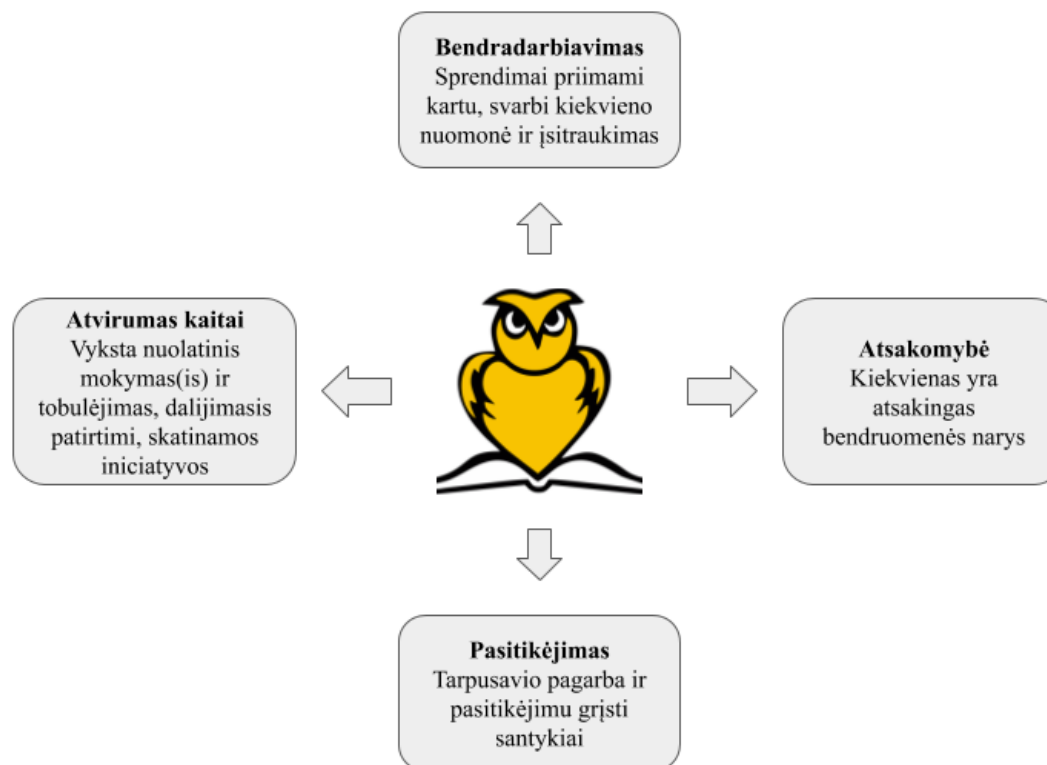 Bendradarbiavimas
Sprendimai priimami
kartu, svarbi kiekvieno
nuomonė ir įsitraukimas
Atvirumas kaitai
Vyksta nuolatinis
mokymas(is) ir
tobulėjimas, dalijimasis
patirtimi, skatinamos
iniciatyvos
Atsakomybė
Kiekvienas yra
atsakingas
bendruomenės narys
Pasitikėjimas
Tarpusavio pagarba ir
pasitikėjimu grįsti
santykiai